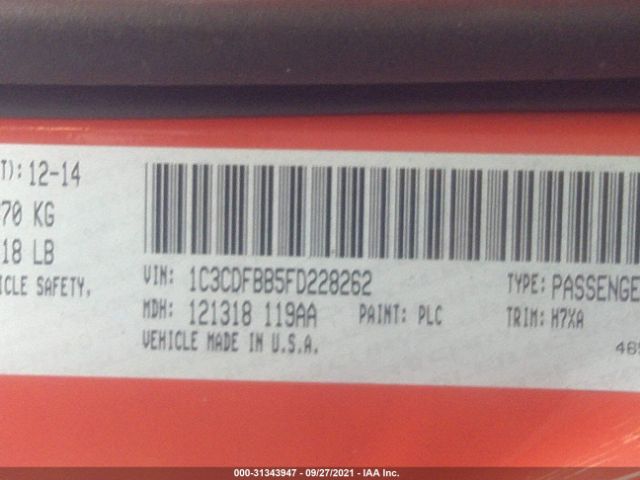 T): 12-14
70 KG
18 LB
ICLE SAFETY,
VIN: 1C3CDFBB5FD228262
TYPE: PASSENGE
MDH: 121318 119AA
PAINT: PLC
TRIM: H7XA
VEHICLE MADE IN U.S.A.
465
000-31343947 - 09/27/2021 - IAA Inc.